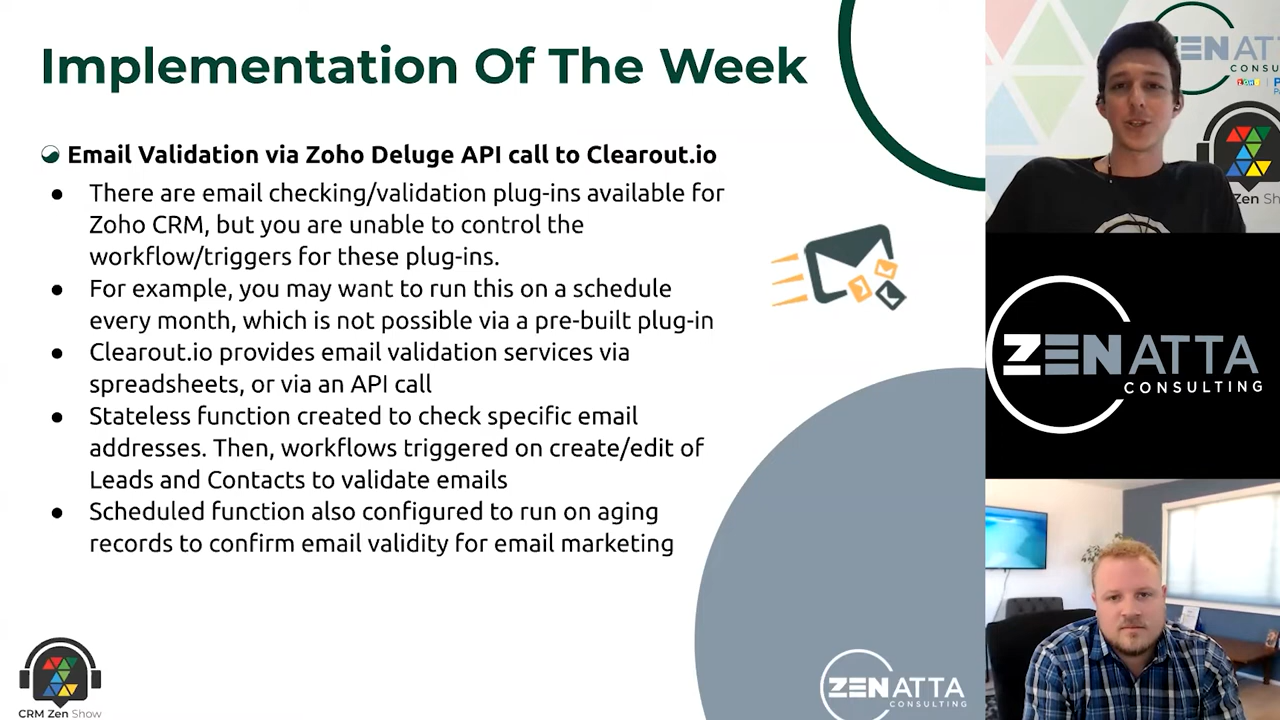 Implementation Of The Week
Email Validation via Zoho Deluge API call to Clearout.io
● There are email checking/validation plug-ins available for
Zoho CRM, but you are unable to control the
workflow/triggers for these plug-ins.
● For example, you may want to run this on a schedule
every month, which is not possible via a pre-built plug-in
● Clearout.io provides email validation services via
spreadsheets, or via an API call
● Stateless function created to check specific email
addresses. Then, workflows triggered on create/edit of
Leads and Contacts to validate emails
● Scheduled function also configured to run on aging
records to confirm email validity for email marketing
CRM Zen Show
ZENATTA
CONSULTING
ZENATT
CONSU
Zen Sh
ZENATTA
CONSULTING